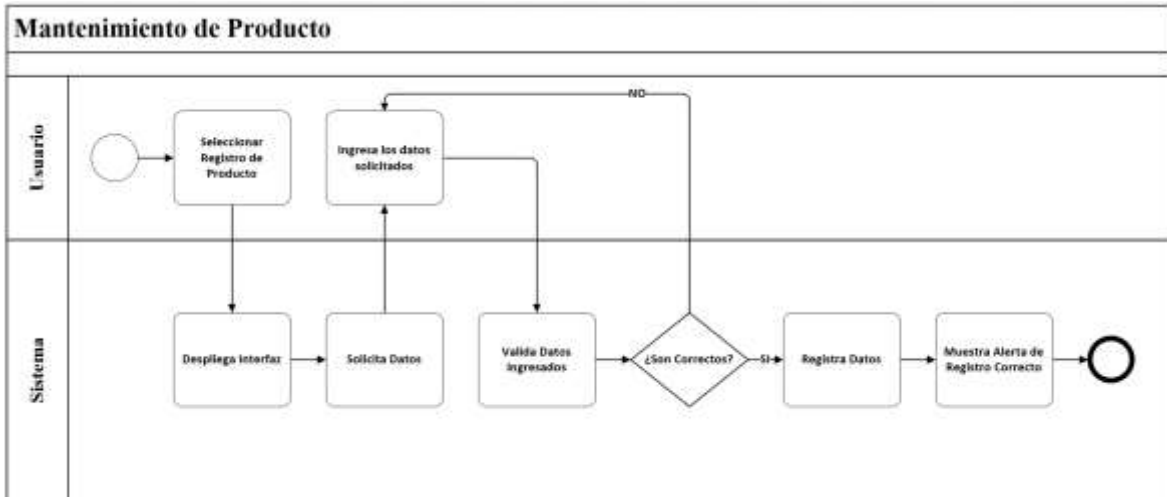 Mantenimiento de Producto
Usuario
Seleccionar
Registro de
Producto
Ingresa los datos
solicitados
NO
Sistema
Despliega Interfaz
Solicita Datos
Valida Datos
Ingresados
¿Son Correctos?
SI
Registra Datos
Muestra Alerta de
Registro Correcto